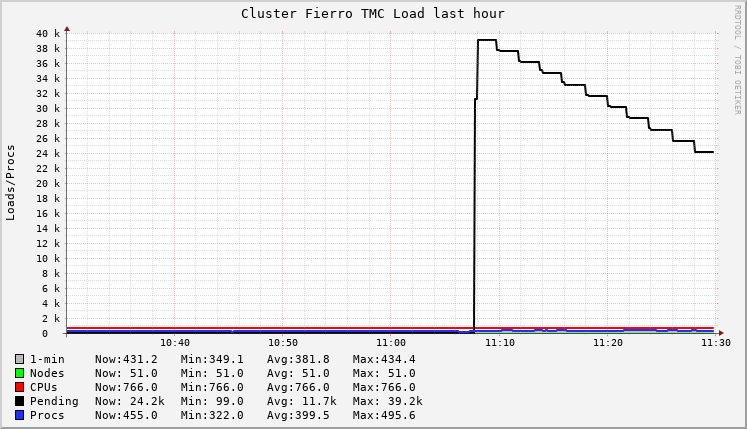 Cluster Fierro TMC Load last hour
RRDTOOL / TOBI OETIKER
Loads/Procs
40 k
38 k
36 k
34 k
32 k
30 k
28 k
26 k
24 k
22 k
20 k
18 k
16 k
14 k
12 k
10 k
8 k
6 k
4 k
2 k
0
10:40 10:50 11:00 11:10 11:20 11:30
1-min Now:431.2 Min:349.1 Avg:381.8 Max:434.4
Nodes Now: 51.0 Min: 51.0 Avg: 51.0 Max: 51.0
CPUs Now:766.0 Min:766.0 Avg:766.0 Max:766.0
Pending Now: 24.2k Min: 99.0 Avg: 11.7k Max: 39.2k
Procs Now:455.0 Min:322.0 Avg:399.5 Max:495.6